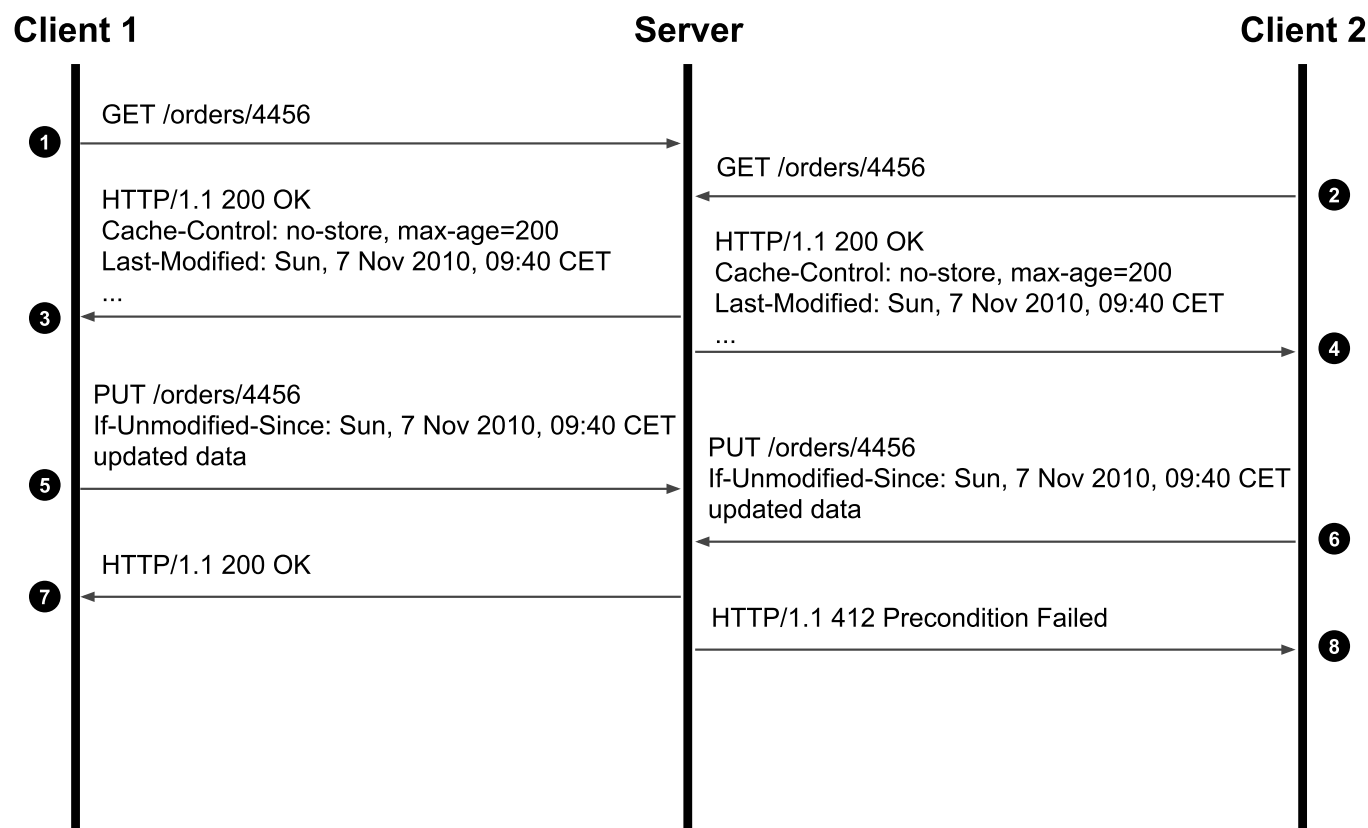 Client 1
Server
Client 2
GET /orders/4456
1
GET /orders/4456
2
HTTP/1.1 200 OK
Cache-Control: no-store, max-age=200
Last-Modified: Sun, 7 Nov 2010, 09:40 CET
...
3
HTTP/1.1 200 OK
Cache-Control: no-store, max-age=200
Last-Modified: Sun, 7 Nov 2010, 09:40 CET
...
4
PUT /orders/4456
If-Unmodified-Since: Sun, 7 Nov 2010, 09:40 CET
updated data
5
PUT /orders/4456
If-Unmodified-Since: Sun, 7 Nov 2010, 09:40 CET
updated data
6
HTTP/1.1 200 OK
7
HTTP/1.1 412 Precondition Failed
8